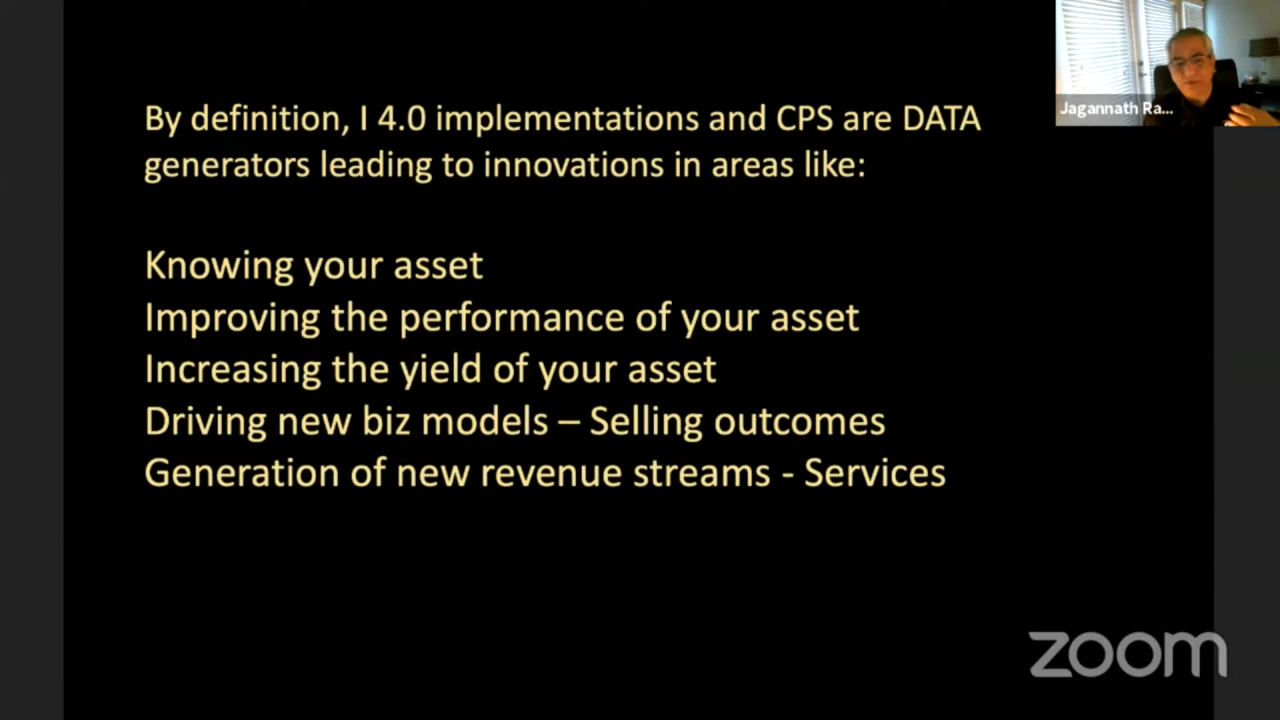 By definition, I 4.0 implementations and CPS are DATA
generators leading to innovations in areas like:
Knowing your asset
Improving the performance of your asset
Increasing the yield of your asset
Driving new biz models – Selling outcomes
Generation of new revenue streams - Services
Jagannath Ra...
zoom